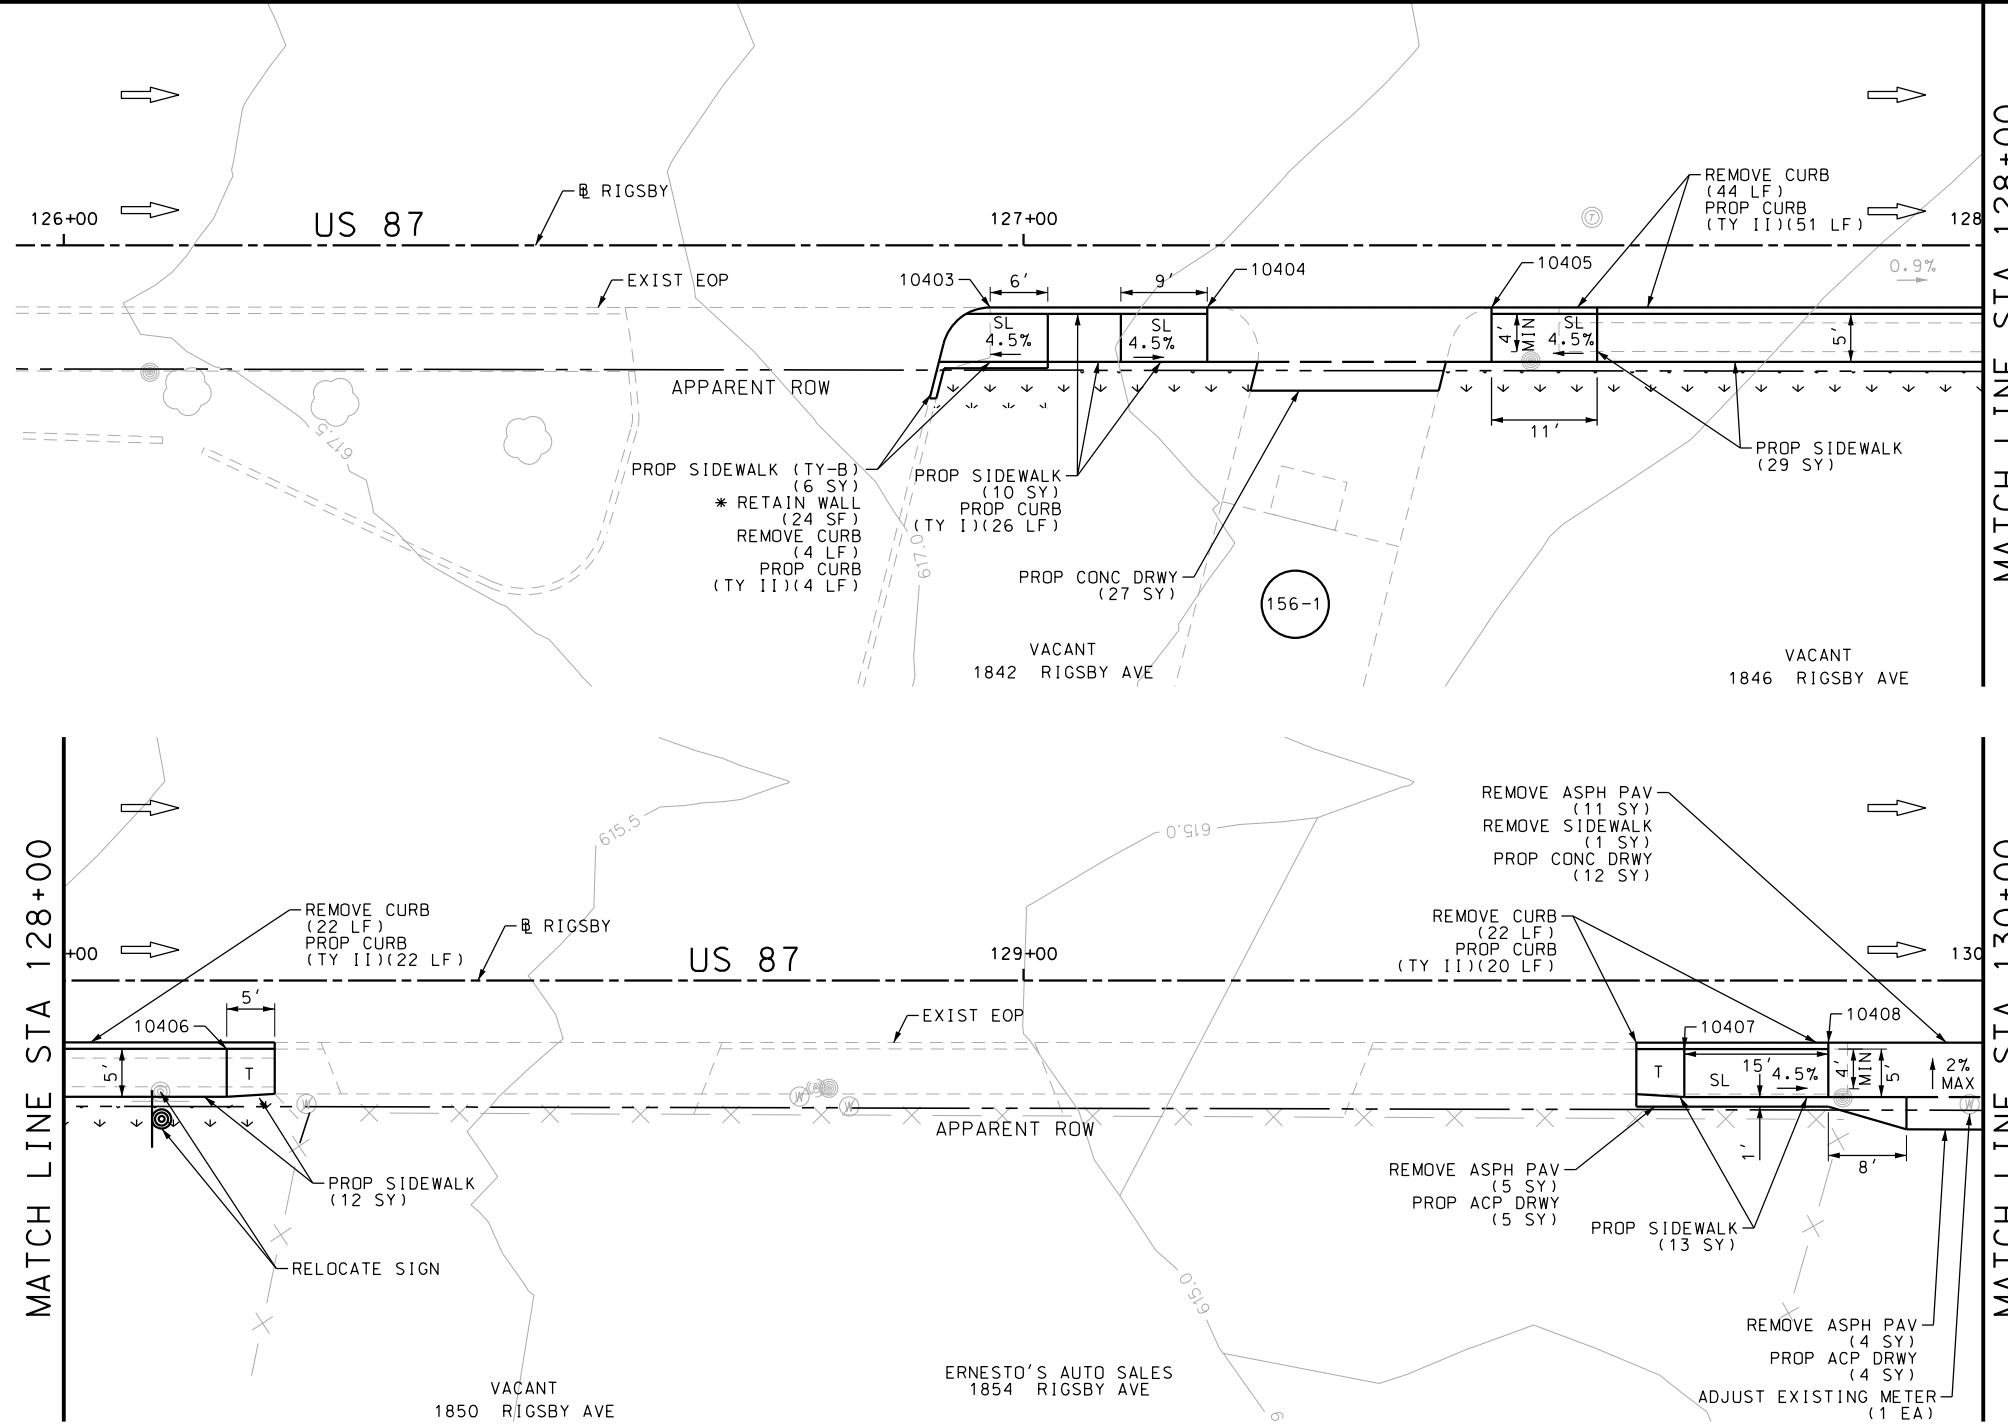 126+00
US 87
℄ RIGSBY
127+00
REMOVE CURB
(44 LF)
PROP CURB
(TY II)(51 LF)
128
0.9%
EXIST EOP
10403
6'
9'
10404
10405
SL
4.5%
SL
4.5%
4'
MIN
SL
4.5%
5'
11'
APPARENT ROW
617.5
617.0
PROP SIDEWALK (TY-B)
(6 SY)
* RETAIN WALL
(24 SF)
REMOVE CURB
(4 LF)
PROP CURB
(TY II)(4 LF)
PROP SIDEWALK
(10 SY)
PROP CURB
(TY I)(26 LF)
PROP SIDEWALK
(29 SY)
PROP CONC DRWY
(27 SY)
156-1
VACANT
1842 RIGSBY AVE
VACANT
1846 RIGSBY AVE
MATCH LINE STA 128+00
MATCH LINE STA 128+00
+00
REMOVE CURB
(22 LF)
PROP CURB
(TY II)(22 LF)
615.5
615.0
REMOVE ASPH PAV
(11 SY)
REMOVE SIDEWALK
(1 SY)
PROP CONC DRWY
(12 SY)
REMOVE CURB
(22 LF)
PROP CURB
(TY II)(20 LF)
℄ RIGSBY
US 87
129+00
130
5'
10406
5'
T
EXIST EOP
10407
10408
T
15'
SL
4.5%
4'
MIN
5'
2%
MAX
1'
8'
W
W
W
W
T
APPARENT ROW
PROP SIDEWALK
(12 SY)
RELOCATE SIGN
REMOVE ASPH PAV
(5 SY)
PROP ACP DRWY
(5 SY)
PROP SIDEWALK
(13 SY)
615.0
REMOVE ASPH PAV
(4 SY)
PROP ACP DRWY
(4 SY)
ADJUST EXISTING METER
(1 EA)
VACANT
1850 RIGSBY AVE
ERNESTO'S AUTO SALES
1854 RIGSBY AVE
6
MATCH LINE STA 130+00